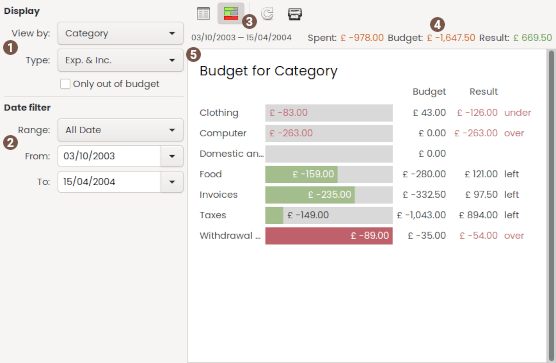 Display
View by: Category
1
Type: Exp. & Inc.
Only out of budget
Date filter
Range: All Date
2
From: 03/10/2003
To: 15/04/2004
3
4
03/10/2003 — 15/04/2004 Spent: £ -978.00 Budget: £ -1,647.50 Result: £ 669.50
5
Budget for Category
Budget Result
Clothing £ -83.00 £ 43.00 £ -126.00 under
Computer £ -263.00 £ 0.00 £ -263.00 over
Domestic an... £ 0.00
Food £ -159.00 £ -280.00 £ 121.00 left
Invoices £ -235.00 £ -332.50 £ 97.50 left
Taxes £ -149.00 £ -1,043.00 £ 894.00 left
Withdrawal ... £ -89.00 £ -35.00 £ -54.00 over